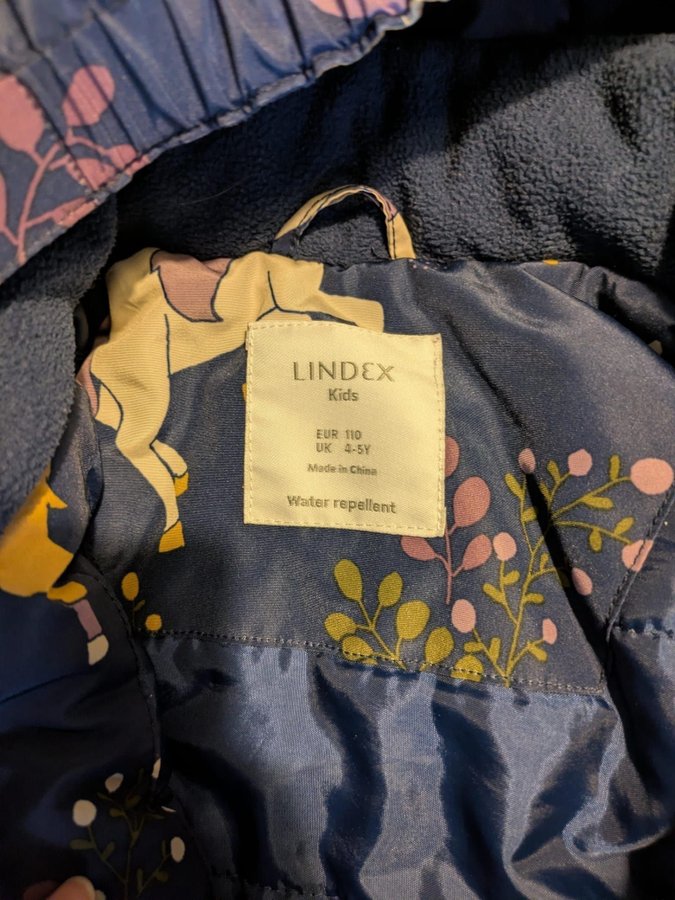 LINDEX
Kids
EUR 110
UK 4-5Y
Made in China
Water repellent